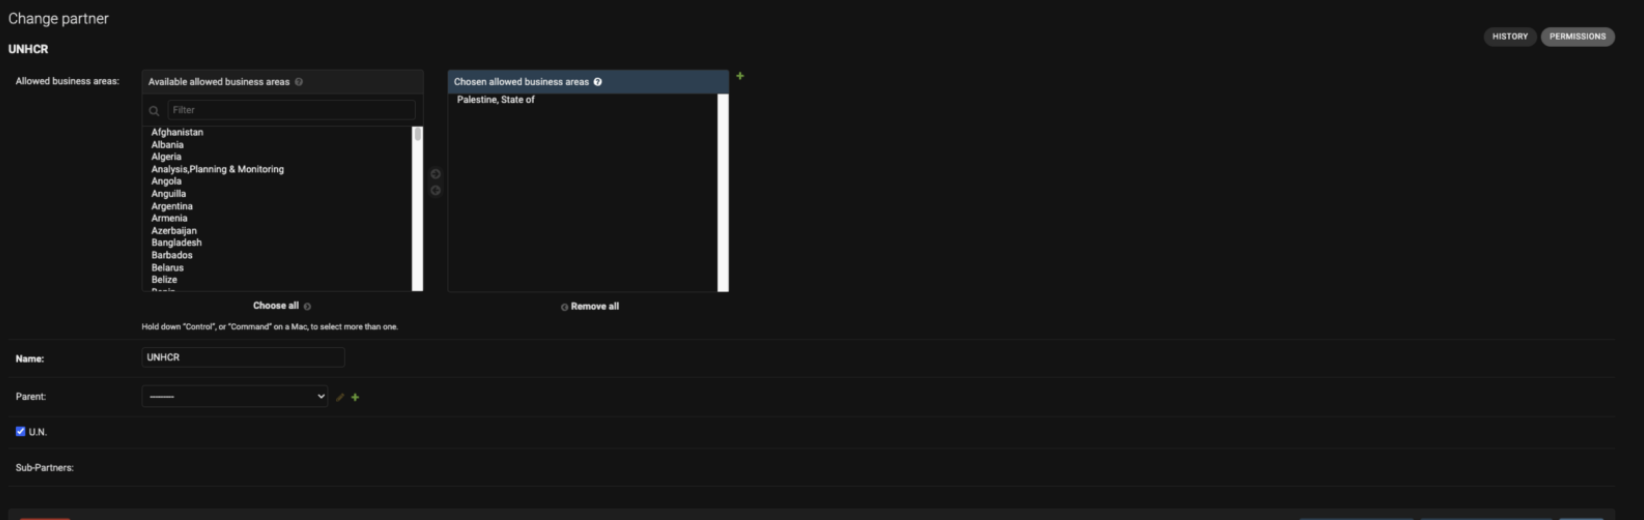 Change partner
HISTORY
PERMISSIONS
UNHCR
Allowed business areas:
Available allowed business areas
Filter
Afghanistan
Albania
Algeria
Analysis,Planning & Monitoring
Angola
Anguilla
Argentina
Armenia
Azerbaijan
Bangladesh
Barbados
Belarus
Belize
Choose all
Chosen allowed business areas
Palestine, State of
Remove all
Hold down “Control”, or “Command” on a Mac, to select more than one.
Name:
UNHCR
Parent:
---------
U.N.
Sub-Partners: